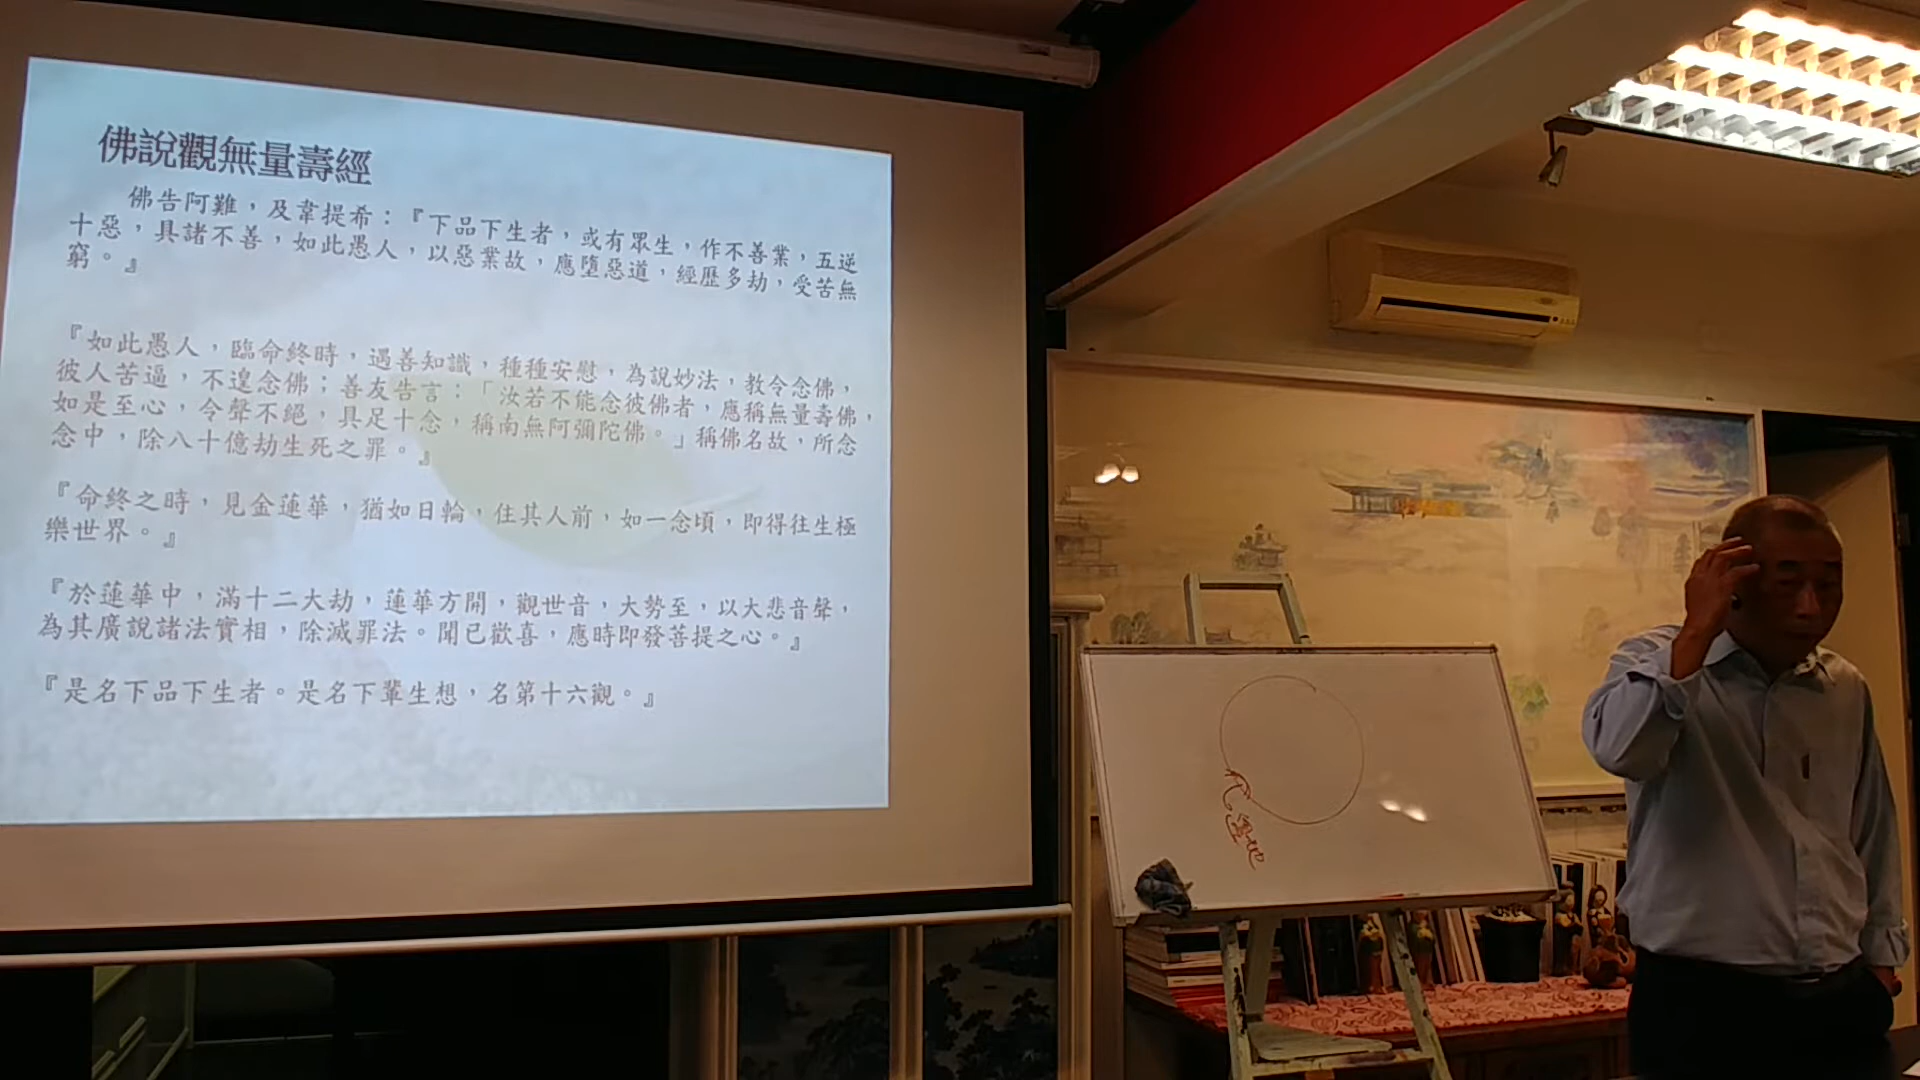 佛說觀無量壽經
佛告阿難，及韋提希：『下品下生者，或有眾生，作不善業，五逆
十惡，具諸不善，如此愚人，以惡業故，應墮惡道，經歷多劫，受苦無
窮。』
『如此愚人，臨命終時，遇善知識，種種安慰，為說妙法，教令念佛，
彼人苦逼，不遑念佛；善友告言：「汝若不能念彼佛者，應稱無量壽佛，
如是至心，令聲不絕，具足十念，稱南無阿彌陀佛。」稱佛名故，所念
念中，除八十億劫生死之罪。』
『命終之時，見金蓮華，猶如日輪，住其人前，如一念頃，即得往生極
樂世界。』
『於蓮華中，滿十二大劫，蓮華方開，觀世音，大勢至，以大悲音聲，
為其廣說諸法實相，除滅罪法。聞已歡喜，應時即發菩提之心。』
『是名下品下生者。是名下輩生想，名第十六觀。』